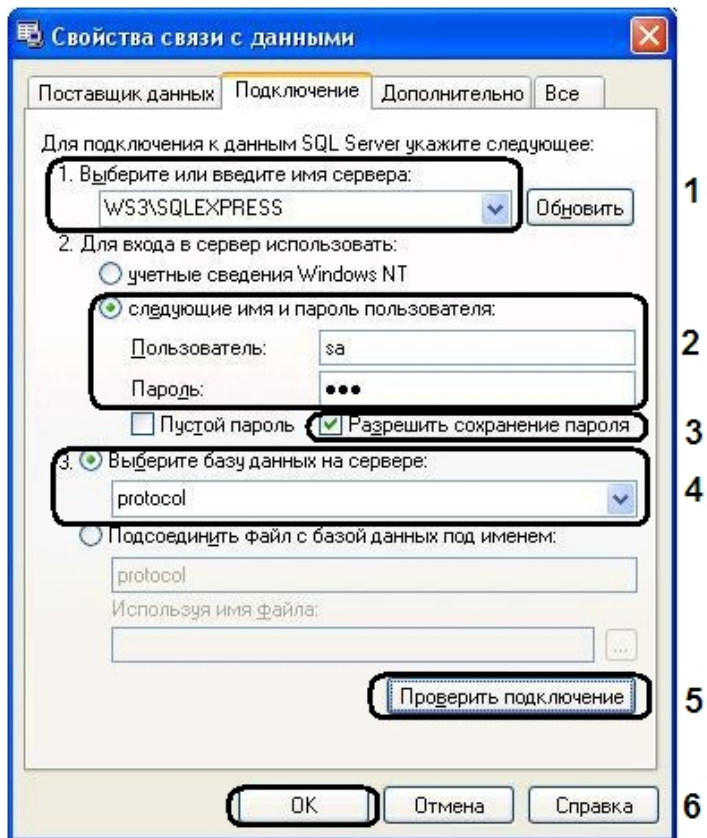 Свойства связи с данными
Поставщик данных Подключение Дополнительно Все
Для подключения к данным SQL Server укажите следующее:
1. Выберите или введите имя сервера:
WS3\SQLEXPRESS Обновить 1
2. Для входа в сервер использовать:
учетные сведения Windows NT
следующие имя и пароль пользователя:
Пользователь: sa 2
Пароль: •••
Пустой пароль Разрешить сохранение пароля 3
3. Выберите базу данных на сервере:
protocol 4
Подсоединить файл с базой данных под именем:
protocol
Используя имя файла:
...
Проверить подключение 5
OK Отмена Справка 6